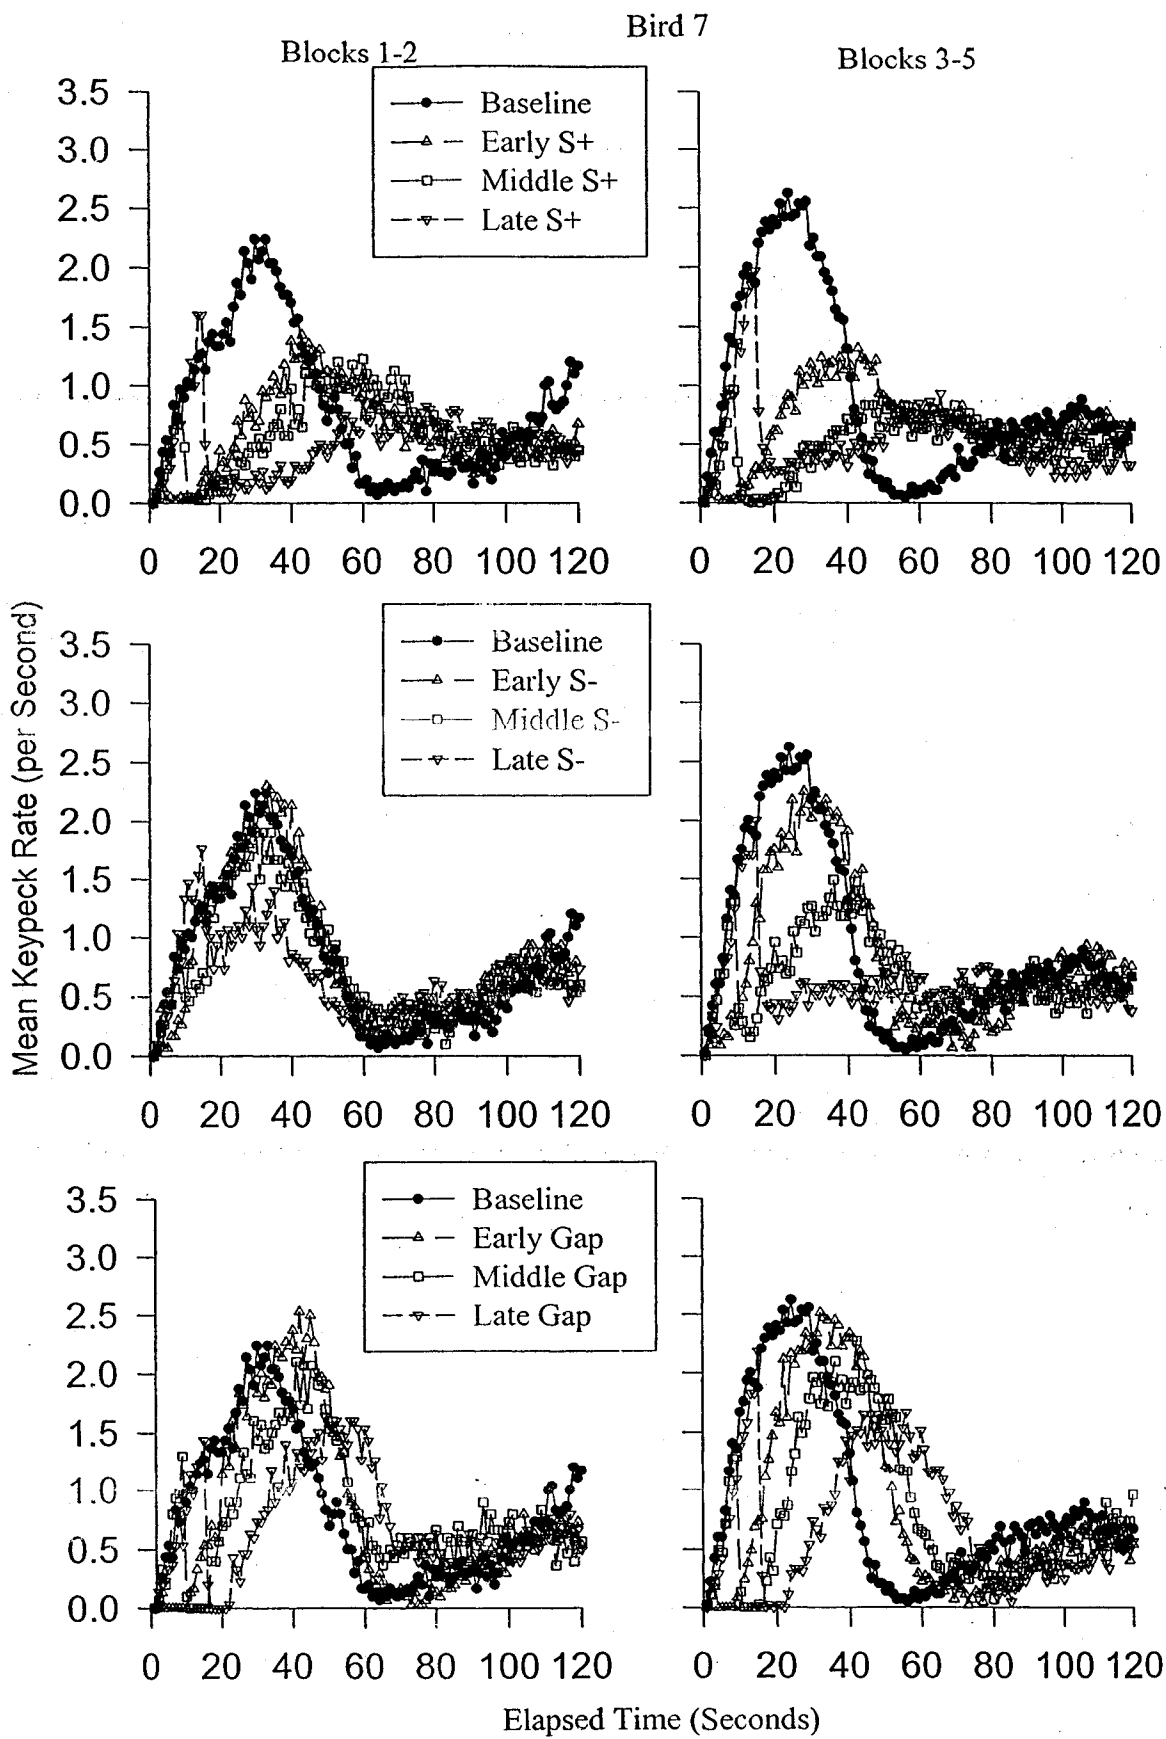 Bird 7
Blocks 1-2
Blocks 3-5
Baseline
Early S+
Middle S+
Late S+
3.5
3.0
2.5
2.0
1.5
1.0
0.5
0.0
0 20 40 60 80 100 120
0 20 40 60 80 100 120
Mean Keypeck Rate (per Second)
Baseline
Early S-
Middle S-
Late S-
3.5
3.0
2.5
2.0
1.5
1.0
0.5
0.0
0 20 40 60 80 100 120
0 20 40 60 80 100 120
Baseline
Early Gap
Middle Gap
Late Gap
3.5
3.0
2.5
2.0
1.5
1.0
0.5
0.0
0 20 40 60 80 100 120
0 20 40 60 80 100 120
Elapsed Time (Seconds)